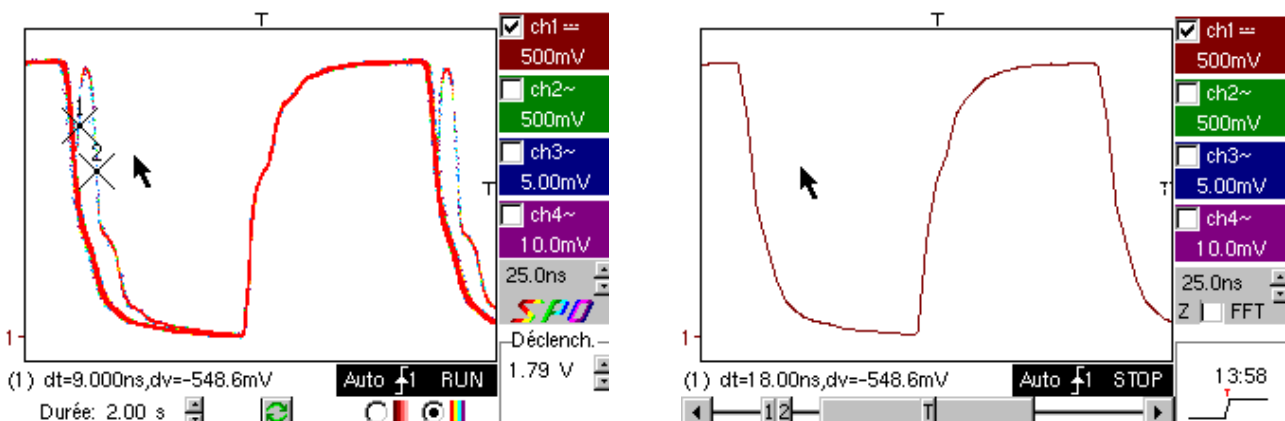 T
ch1
500mV
ch2~
500mV
ch3~
5.00mV
ch4~
10.0mV
25.0ns
SPO
Déclench.
1.79 V
1
2
T
1
(1) dt=9.000ns,dv=-548.6mV
Auto 1 RUN
Durée: 2.00 s
T
ch1
500mV
ch2~
500mV
ch3~
5.00mV
ch4~
10.0mV
25.0ns
Z FFT
T
1
(1) dt=18.00ns,dv=-548.6mV
Auto 1 STOP
1 2 T
13:58
T